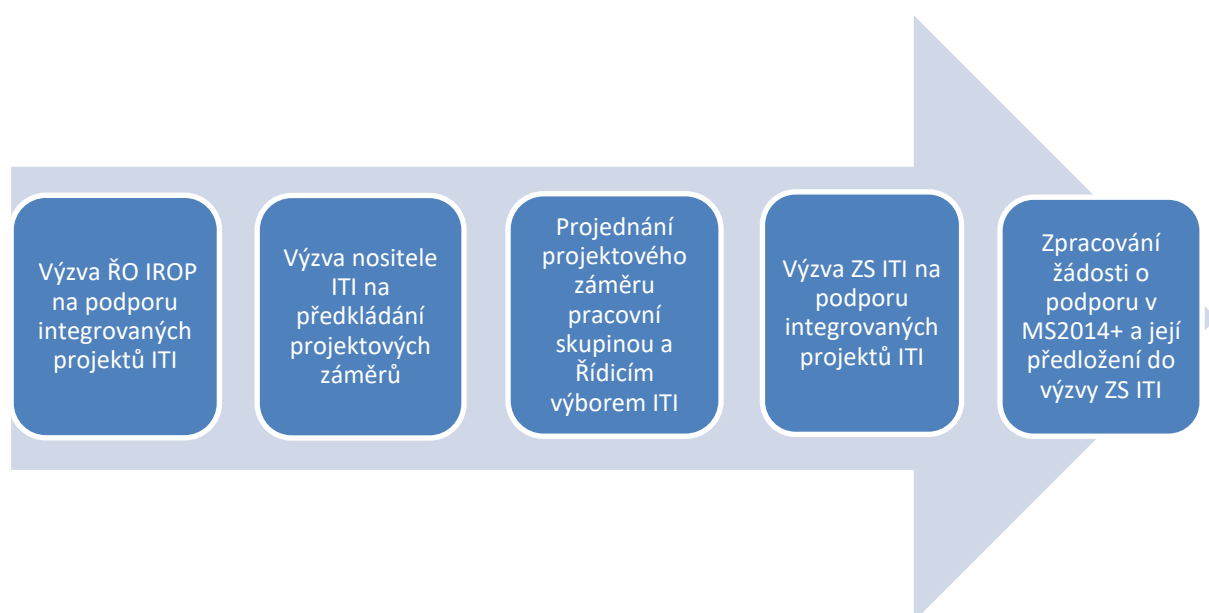 Výzva ŘO IROP
na podporu
integrovaných
projektů ITI
Výzva nositele
ITI na
předkládání
projektových
záměrů
Projednání
projektového
záměru
pracovní
skupinou a
Řídicím
výborem ITI
Výzva ZS ITI na
podporu
integrovaných
projektů ITI
Zpracování
žádosti o
podporu v
MS2014+ a její
předložení do
výzvy ZS ITI